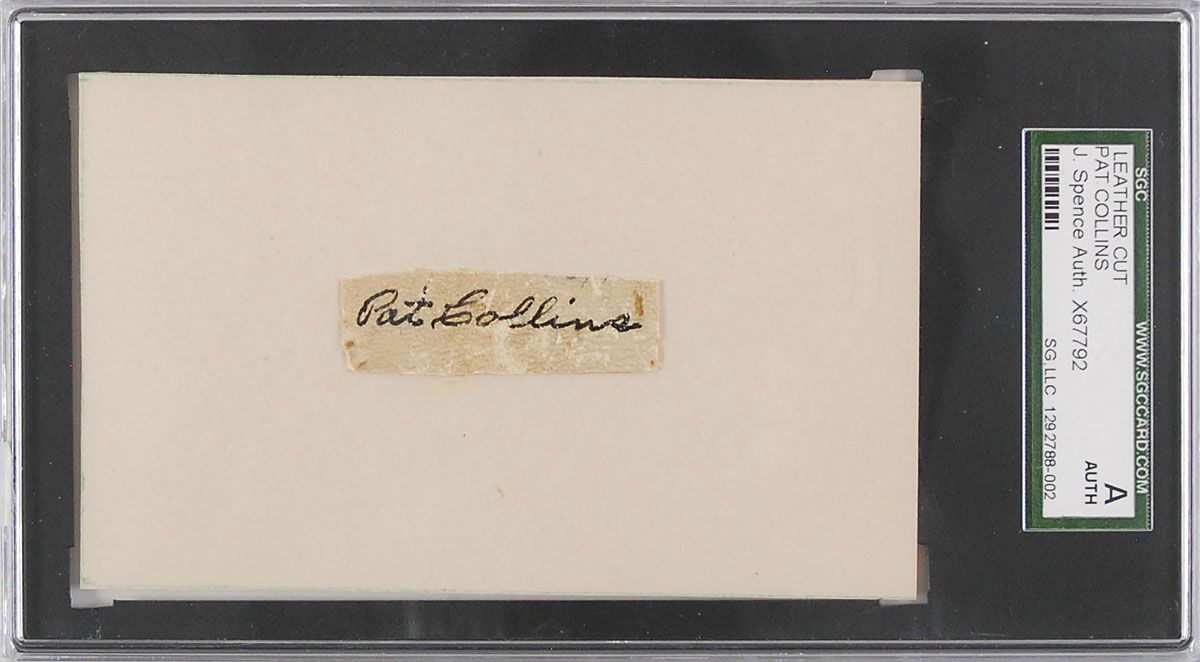 Pat Collins
SGC WWW.SGCCARD.COM
LEATHER CUT
PAT COLLINS
J. Spence Auth. X67792
A
AUTH
SG, LLC 1292788-002